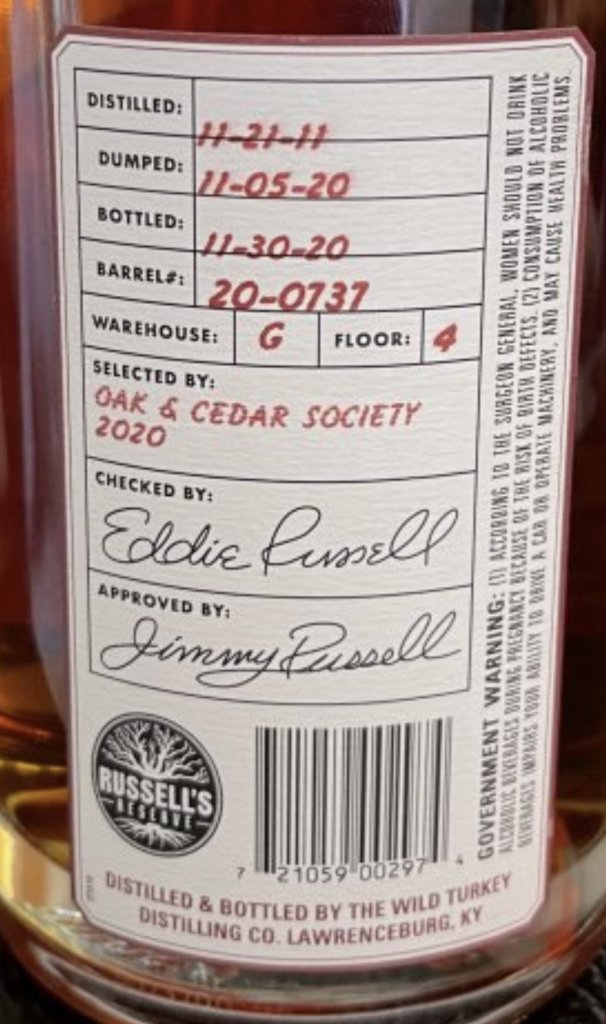 DISTILLED: 11-21-11
DUMPED: 11-05-20
BOTTLED: 11-30-20
BARREL#: 20-0737
WAREHOUSE: G FLOOR: 4
SELECTED BY:
OAK & CEDAR SOCIETY
2020
CHECKED BY:
Eddie Russell
APPROVED BY:
Jimmy Russell
RUSSELL'S
RESERVE
7 21059 00297 4
DISTILLED & BOTTLED BY THE WILD TURKEY
DISTILLING CO. LAWRENCEBURG, KY
GOVERNMENT WARNING: (1) ACCORDING TO THE SURGEON GENERAL, WOMEN SHOULD NOT DRINK
ALCOHOLIC BEVERAGES DURING PREGNANCY BECAUSE OF THE RISK OF BIRTH DEFECTS. (2) CONSUMPTION OF ALCOHOLIC
BEVERAGES IMPAIRS YOUR ABILITY TO DRIVE A CAR OR OPERATE MACHINERY, AND MAY CAUSE HEALTH PROBLEMS.